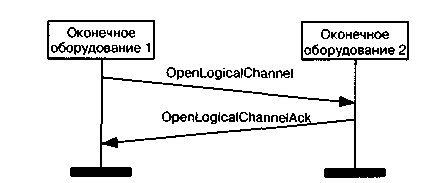 Оконечное
оборудование 1
Оконечное
оборудование 2
OpenLogicalChannel
OpenLogicalChannelAck